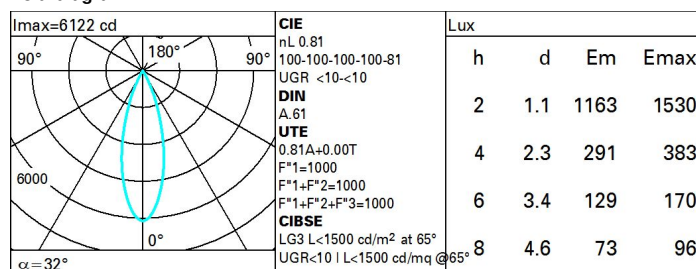 Imax=6122 cd
90°
180°
90°
6000
0°
α=32°
CIE
nL 0.81
100-100-100-100-81
UGR <10-<10
DIN
A.61
UTE
0.81A+0.00T
F"1=1000
F"1+F"2=1000
F"1+F"2+F"3=1000
CIBSE
LG3 L<1500 cd/m² at 65°
UGR<10 | L<1500 cd/mq @65°
Lux
h d Em Emax
2 1.1 1163 1530
4 2.3 291 383
6 3.4 129 170
8 4.6 73 96